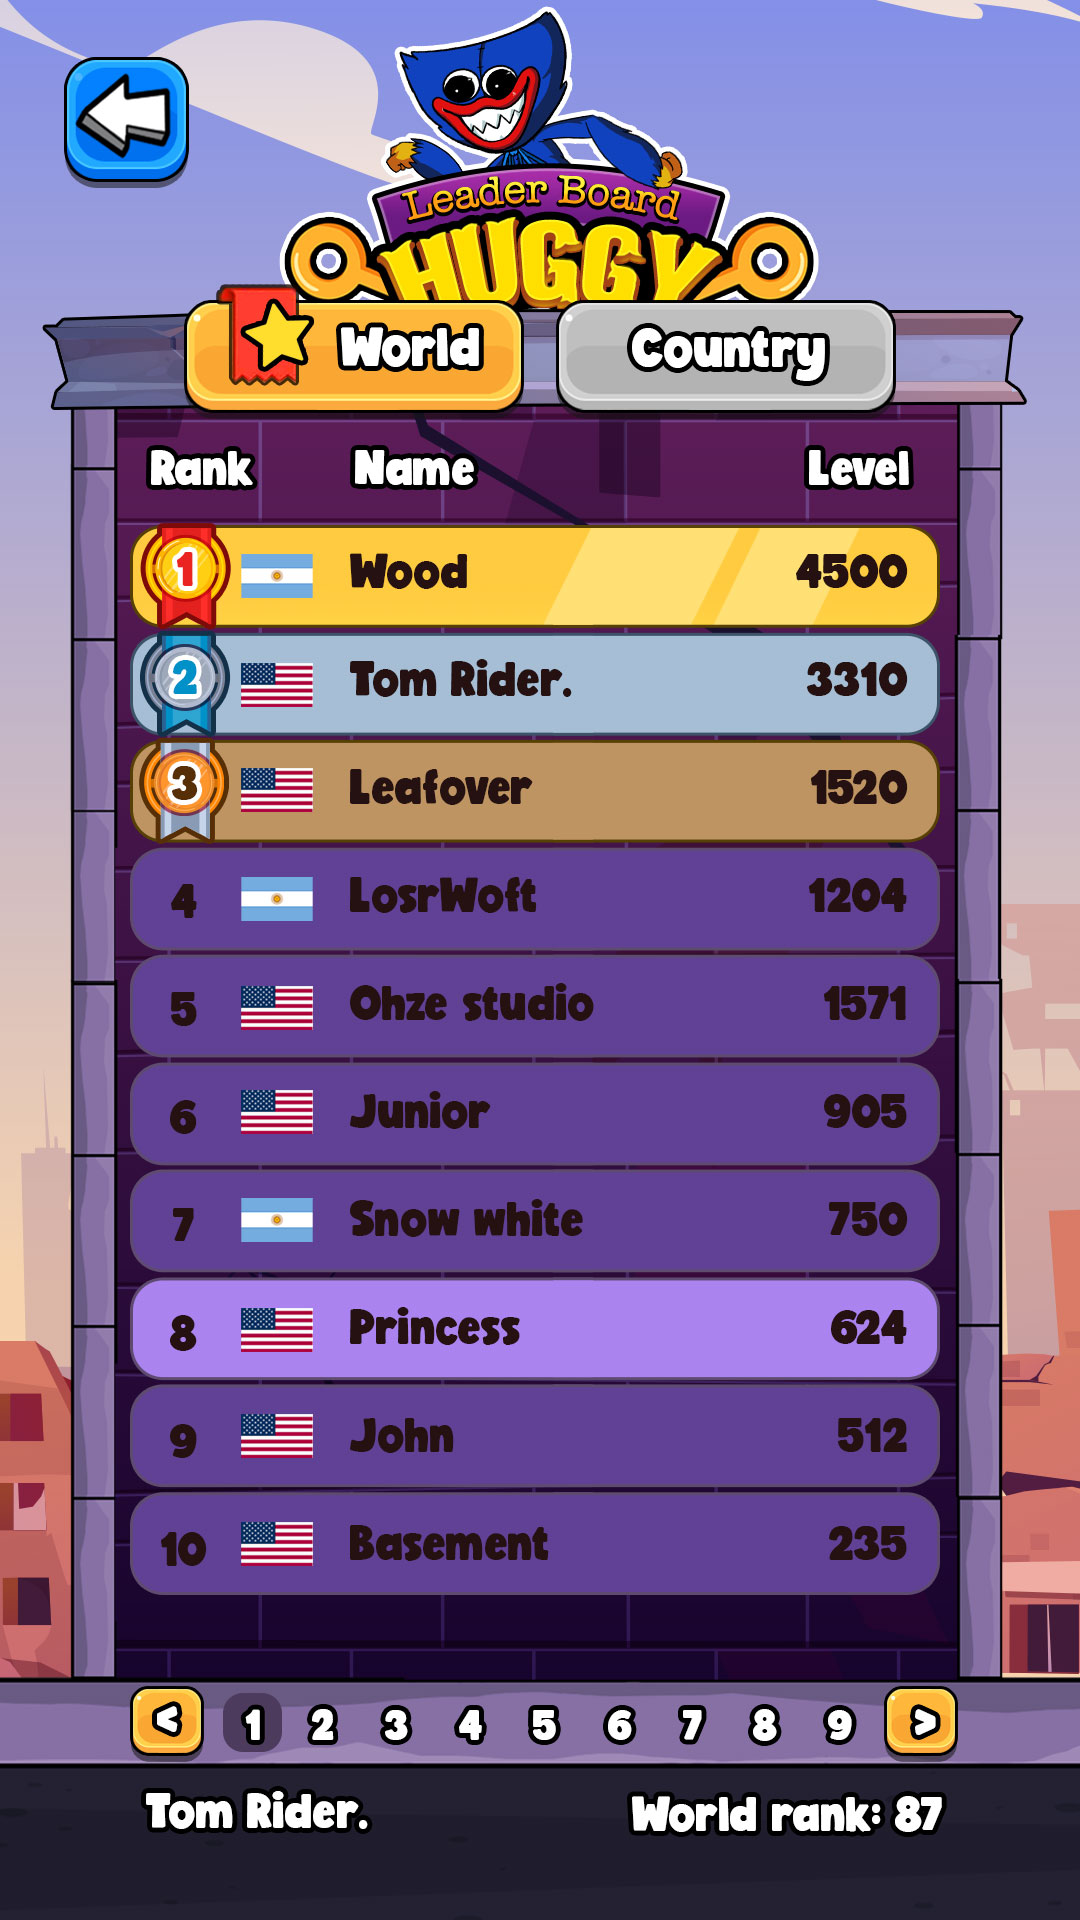 Leader Board
HUGGY
World Country
Rank Name Level
1 Wood 4500
2 Tom Rider. 3310
3 Leafover 1520
4 LosrWoft 1204
5 Ohze studio 1571
6 Junior 905
7 Snow white 750
8 Princess 624
9 John 512
10 Basement 235
< 1 2 3 4 5 6 7 8 9 >
Tom Rider. World rank: 87